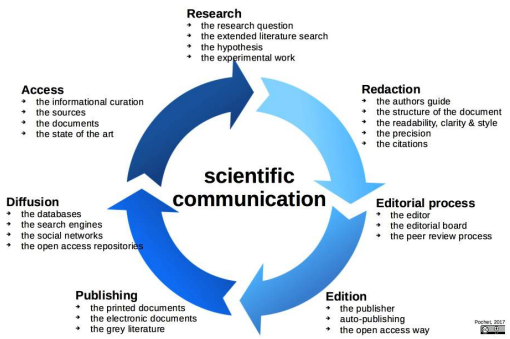 Research
➔ the research question
➔ the extended literature search
➔ the hypothesis
➔ the experimental work
Redaction
➔ the authors guide
➔ the structure of the document
➔ the readability, clarity & style
➔ the precision
➔ the citations
Editorial process
➔ the editor
➔ the editorial board
➔ the peer review process
Edition
➔ the publisher
➔ auto-publishing
➔ the open access way
Publishing
➔ the printed documents
➔ the electronic documents
➔ the grey literature
Diffusion
➔ the databases
➔ the search engines
➔ the social networks
➔ the open access repositories
Access
➔ the informational curation
➔ the sources
➔ the documents
➔ the state of the art
scientific
communication
Pochet, 2017